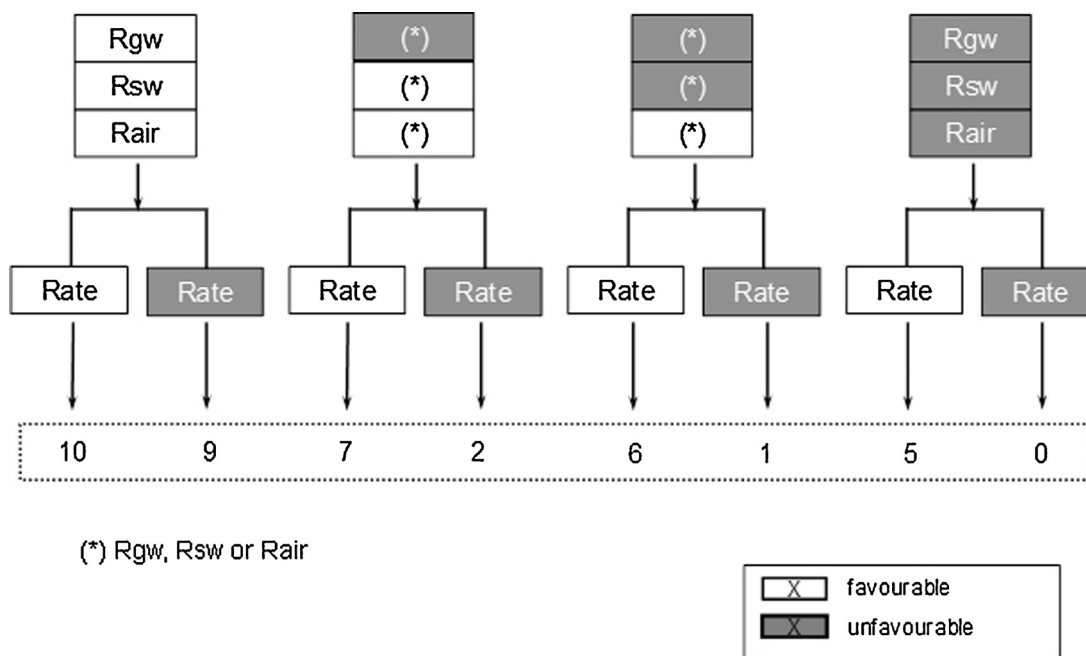 Rgw (*) (*) Rgw
Rsw (*) (*) Rsw
Rair (*) (*) Rair
Rate Rate Rate Rate Rate Rate Rate Rate
10 9 7 2 6 1 5 0
(*) Rgw, Rsw or Rair
X favourable
X unfavourable